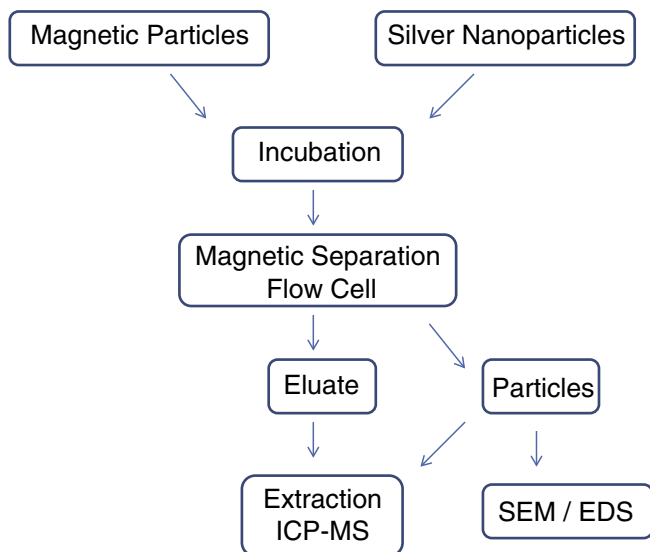 Magnetic Particles
Silver Nanoparticles
Incubation
Magnetic Separation
Flow Cell
Eluate
Particles
Extraction
ICP-MS
SEM / EDS